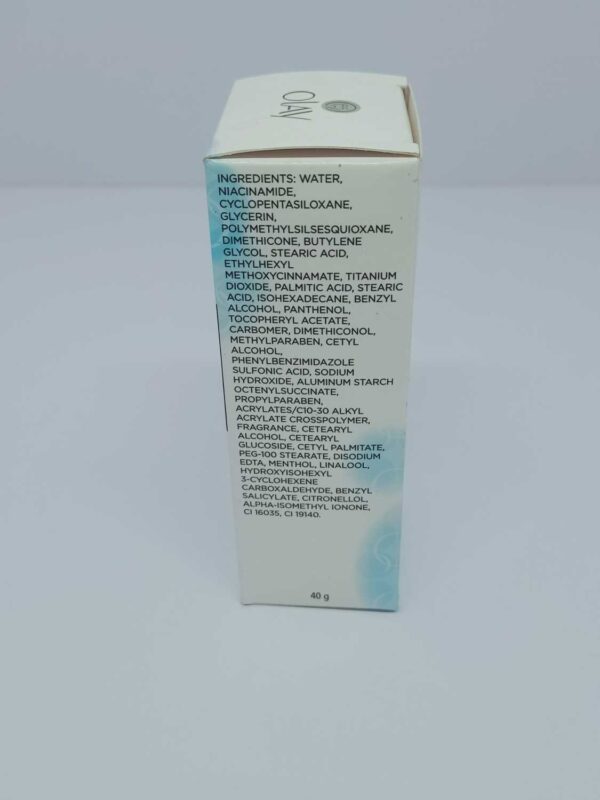 OLAY
INGREDIENTS: WATER,
NIACINAMIDE,
CYCLOPENTASILOXANE,
GLYCERIN,
POLYMETHYLSILSESQUIOXANE,
DIMETHICONE, BUTYLENE
GLYCOL, STEARIC ACID,
ETHYLHEXYL
METHOXYCINNAMATE, TITANIUM
DIOXIDE, PALMITIC ACID, STEARIC
ACID, ISOHEXADECANE, BENZYL
ALCOHOL, PANTHENOL,
TOCOPHERYL ACETATE,
CARBOMER, DIMETHICONOL,
METHYLPARABEN, CETYL
ALCOHOL,
PHENYLBENZIMIDAZOLE
SULFONIC ACID, SODIUM
HYDROXIDE, ALUMINUM STARCH
OCTENYLSUCCINATE,
PROPYLPARABEN,
ACRYLATES/C10-30 ALKYL
ACRYLATE CROSSPOLYMER,
FRAGRANCE, CETEARYL
ALCOHOL, CETEARYL
GLUCOSIDE, CETYL PALMITATE,
PEG-100 STEARATE, DISODIUM
EDTA, MENTHOL, LINALOOL,
HYDROXYISOHEXYL
3-CYCLOHEXENE
CARBOXALDEHYDE, BENZYL
SALICYLATE, CITRONELLOL,
ALPHA-ISOMETHYL IONONE,
CI 16035, CI 19140.
40 g